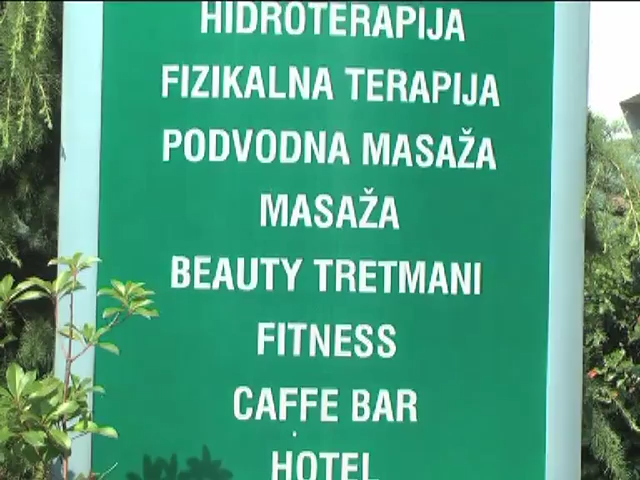 HIDROTERAPIJA
FIZIKALNA TERAPIJA
PODVODNA MASAŽA
MASAŽA
BEAUTY TRETMANI
FITNESS
CAFFE BAR
HOTEL